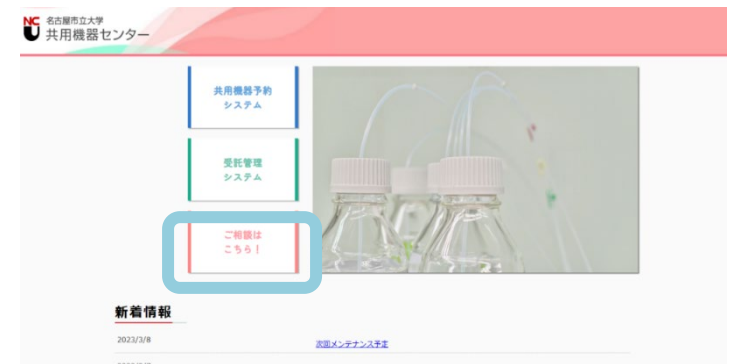 NC
U
名古屋市立大学
共用機器センター
共用機器予約
システム
受託管理
システム
ご相談は
こちら！
新着情報
2023/3/8
次回メンテナンス予定